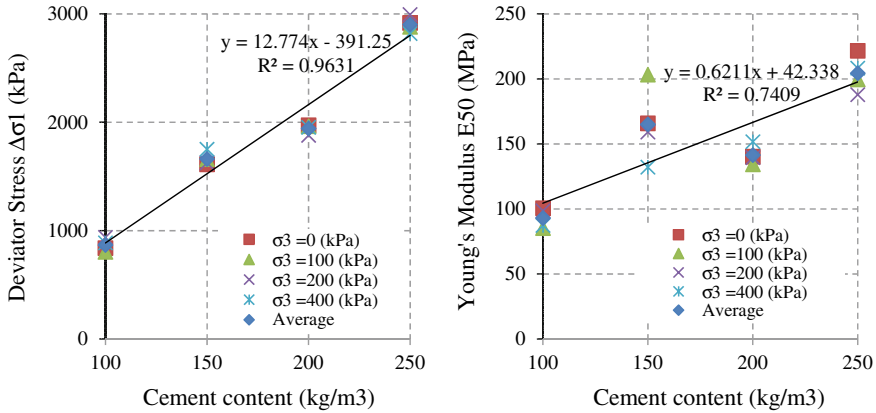 3000
2000
1000
0
Deviator Stress Δσ1 (kPa)
y = 12.774x - 391.25
R² = 0.9631
σ3 =0 (kPa)
σ3 =100 (kPa)
σ3 =200 (kPa)
σ3 =400 (kPa)
Average
100 150 200 250
Cement content (kg/m3)
250
200
150
100
50
0
Young's Modulus E50 (MPa)
y = 0.6211x + 42.338
R² = 0.7409
σ3 =0 (kPa)
σ3 =100 (kPa)
σ3 =200 (kPa)
σ3 =400 (kPa)
Average
100 150 200 250
Cement content (kg/m3)